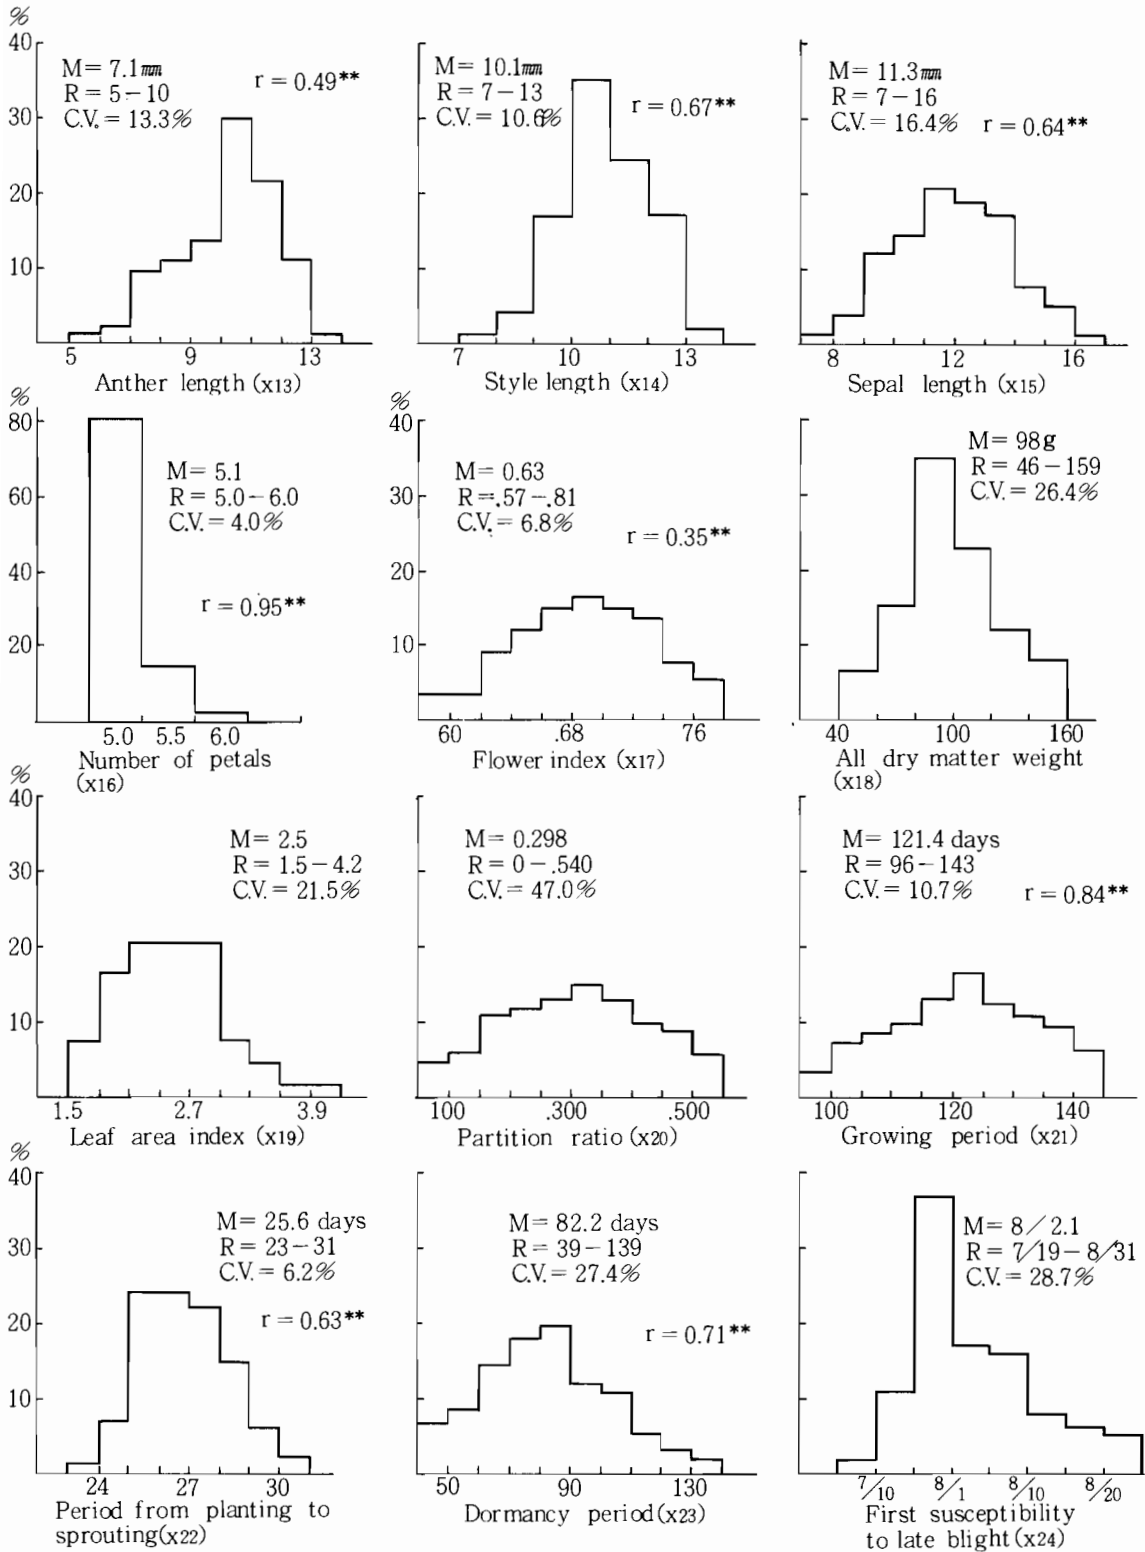 %
40
30
20
10
M= 7.1mm
R= 5-10
C.V. = 13.3%
r = 0.49**
5 9 13
Anther length (x13)
M= 10.1mm
R= 7-13
C.V. = 10.6%
r = 0.67**
7 10 13
Style length (x14)
M= 11.3mm
R= 7-16
C.V. = 16.4%
r = 0.64**
8 12 16
Sepal length (x15)
%
80
60
40
20
M= 5.1
R= 5.0-6.0
C.V. = 4.0%
r = 0.95**
5.0 5.5 6.0
Number of petals
(x16)
%
40
30
20
10
M= 0.63
R=.57-.81
C.V. = 6.8%
r = 0.35**
60 .68 76
Flower index (x17)
M= 98g
R= 46-159
C.V. = 26.4%
40 100 160
All dry matter weight
(x18)
%
40
30
20
10
M= 2.5
R= 1.5-4.2
C.V. = 21.5%
1.5 2.7 3.9
Leaf area index (x19)
M= 0.298
R= 0-.540
C.V. = 47.0%
100 .300 .500
Partition ratio (x20)
M= 121.4 days
R= 96-143
C.V. = 10.7%
r = 0.84**
100 120 140
Growing period (x21)
%
40
30
20
10
M= 25.6 days
R= 23-31
C.V. = 6.2%
r = 0.63**
24 27 30
Period from planting to
sprouting(x22)
M= 82.2 days
R= 39-139
C.V. = 27.4%
r = 0.71**
50 90 130
Dormancy period(x23)
M= 8/2.1
R= 7/19-8/31
C.V. = 28.7%
7/10 8/1 8/10 8/20
First susceptibility
to late blight(x24)